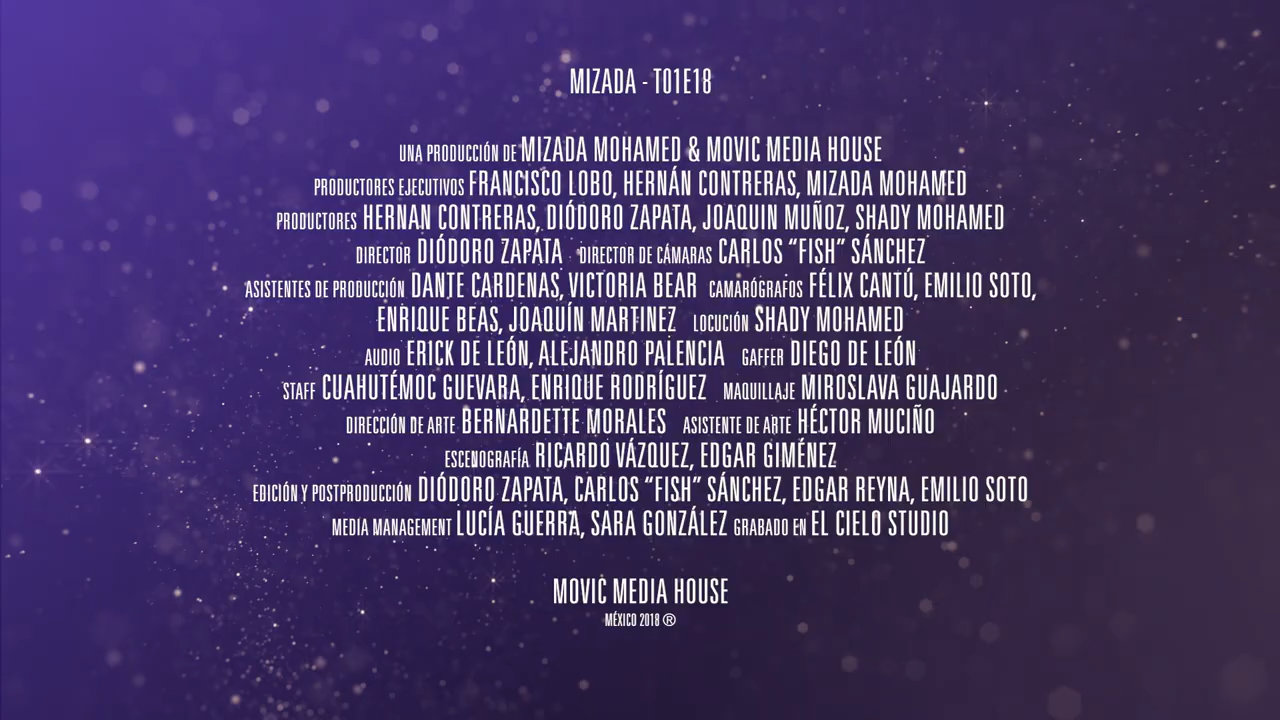 MIZADA - T01E18
UNA PRODUCCIÓN DE MIZADA MOHAMED & MOVIC MEDIA HOUSE
PRODUCTORES EJECUTIVOS FRANCISCO LOBO, HERNÁN CONTRERAS, MIZADA MOHAMED
PRODUCTORES HERNAN CONTRERAS, DIÓDORO ZAPATA, JOAQUIN MUÑOZ, SHADY MOHAMED
DIRECTOR DIÓDORO ZAPATA DIRECTOR DE CÁMARAS CARLOS “FISH” SÁNCHEZ
ASISTENTES DE PRODUCCIÓN DANTE CARDENAS, VICTORIA BEAR CAMARÓGRAFOS FÉLIX CANTÚ, EMILIO SOTO,
ENRIQUE BEAS, JOAQUÍN MARTINEZ LOCUCIÓN SHADY MOHAMED
AUDIO ERICK DE LEÓN, ALEJANDRO PALENCIA GAFFER DIEGO DE LEÓN
STAFF CUAHUTÉMOC GUEVARA, ENRIQUE RODRÍGUEZ MAQUILLAJE MIROSLAVA GUAJARDO
DIRECCIÓN DE ARTE BERNARDETTE MORALES ASISTENTE DE ARTE HÉCTOR MUCIÑO
ESCENOGRAFÍA RICARDO VÁZQUEZ, EDGAR GIMÉNEZ
EDICIÓN Y POSTPRODUCCIÓN DIÓDORO ZAPATA, CARLOS “FISH” SÁNCHEZ, EDGAR REYNA, EMILIO SOTO
MEDIA MANAGEMENT LUCÍA GUERRA, SARA GONZÁLEZ GRABADO EN EL CIELO STUDIO
MOVIC MEDIA HOUSE
MÉXICO 2018 ®